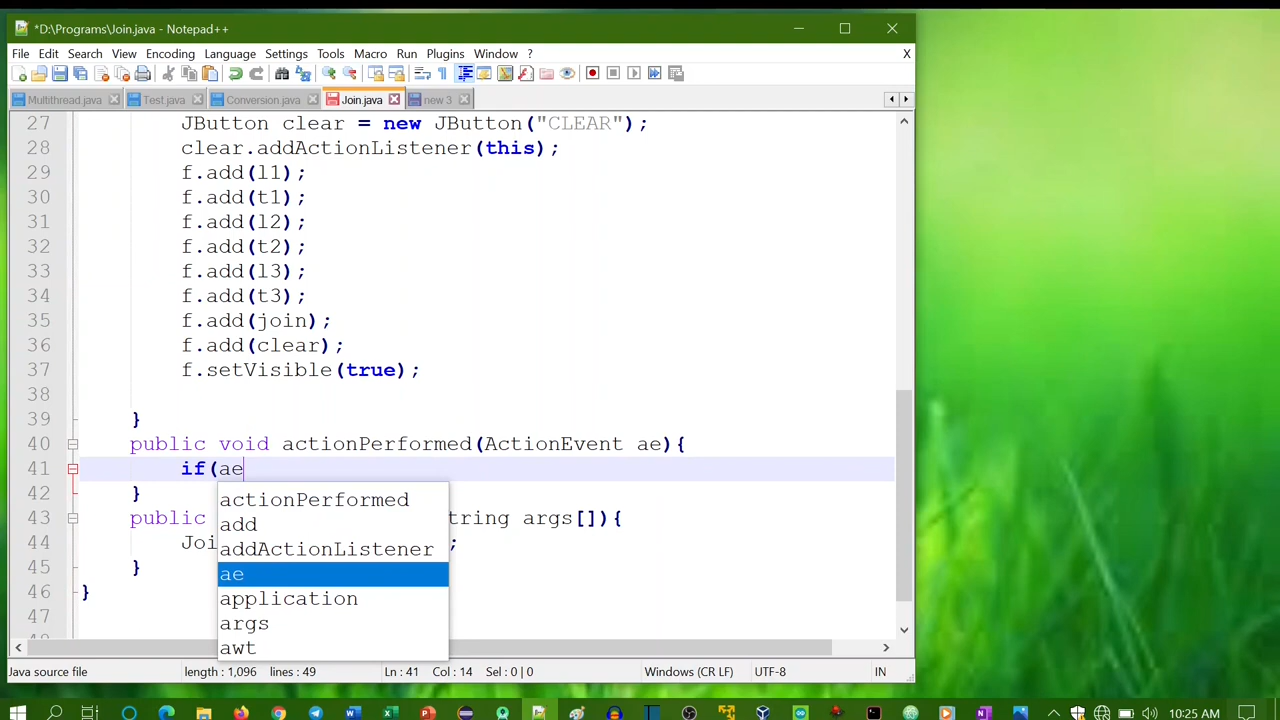 *D:\Programs\Join.java - Notepad++
File Edit Search View Encoding Language Settings Tools Macro Run Plugins Window ? X
Multithread.java Test.java Conversion.java Join.java new 3
27 JButton clear = new JButton("CLEAR");
28 clear.addActionListener(this);
29 f.add(l1);
30 f.add(t1);
31 f.add(l2);
32 f.add(t2);
33 f.add(l3);
34 f.add(t3);
35 f.add(join);
36 f.add(clear);
37 f.setVisible(true);
38
39 }
40 public void actionPerformed(ActionEvent ae){
41 if(ae
42 }
43 public tring args[]){
44 Joi ;
45 }
46 }
47
actionPerformed
add
addActionListener
ae
application
args
awt
Java source file length : 1,096 lines : 49 Ln : 41 Col : 14 Sel : 0 | 0 Windows (CR LF) UTF-8 IN
10:25 AM